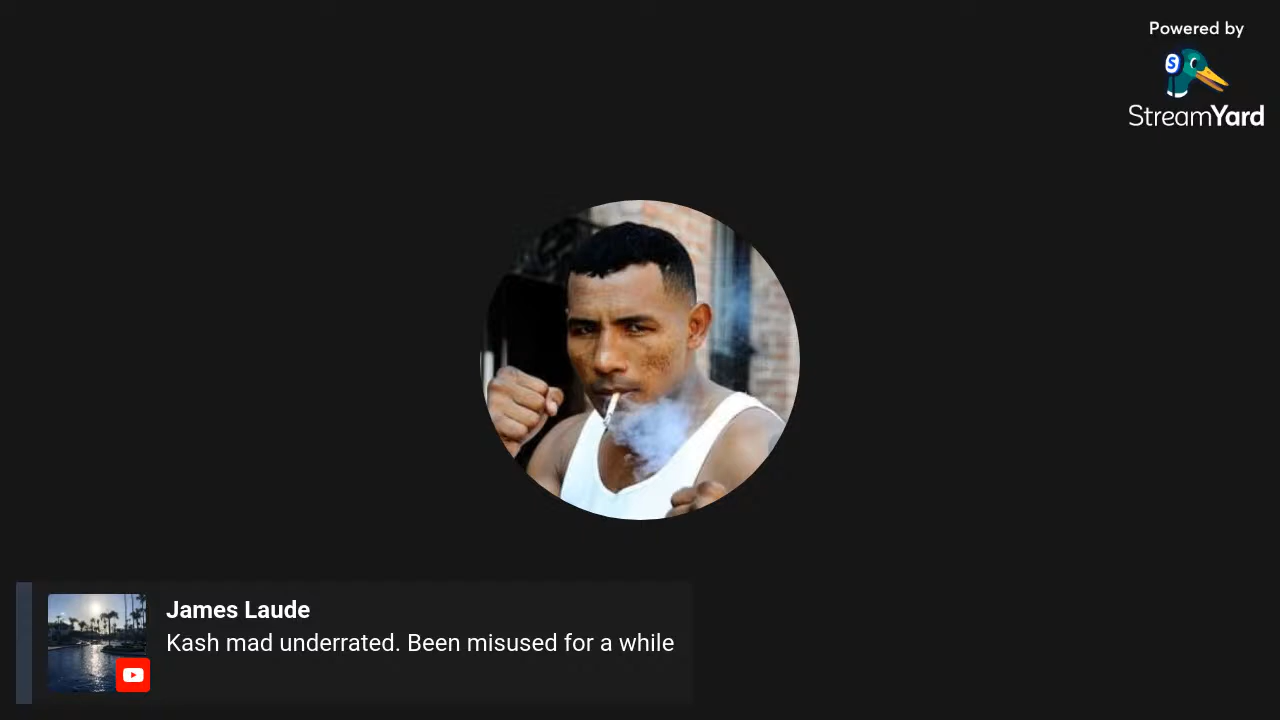 Powered by
S
StreamYard
James Laude
Kash mad underrated. Been misused for a while